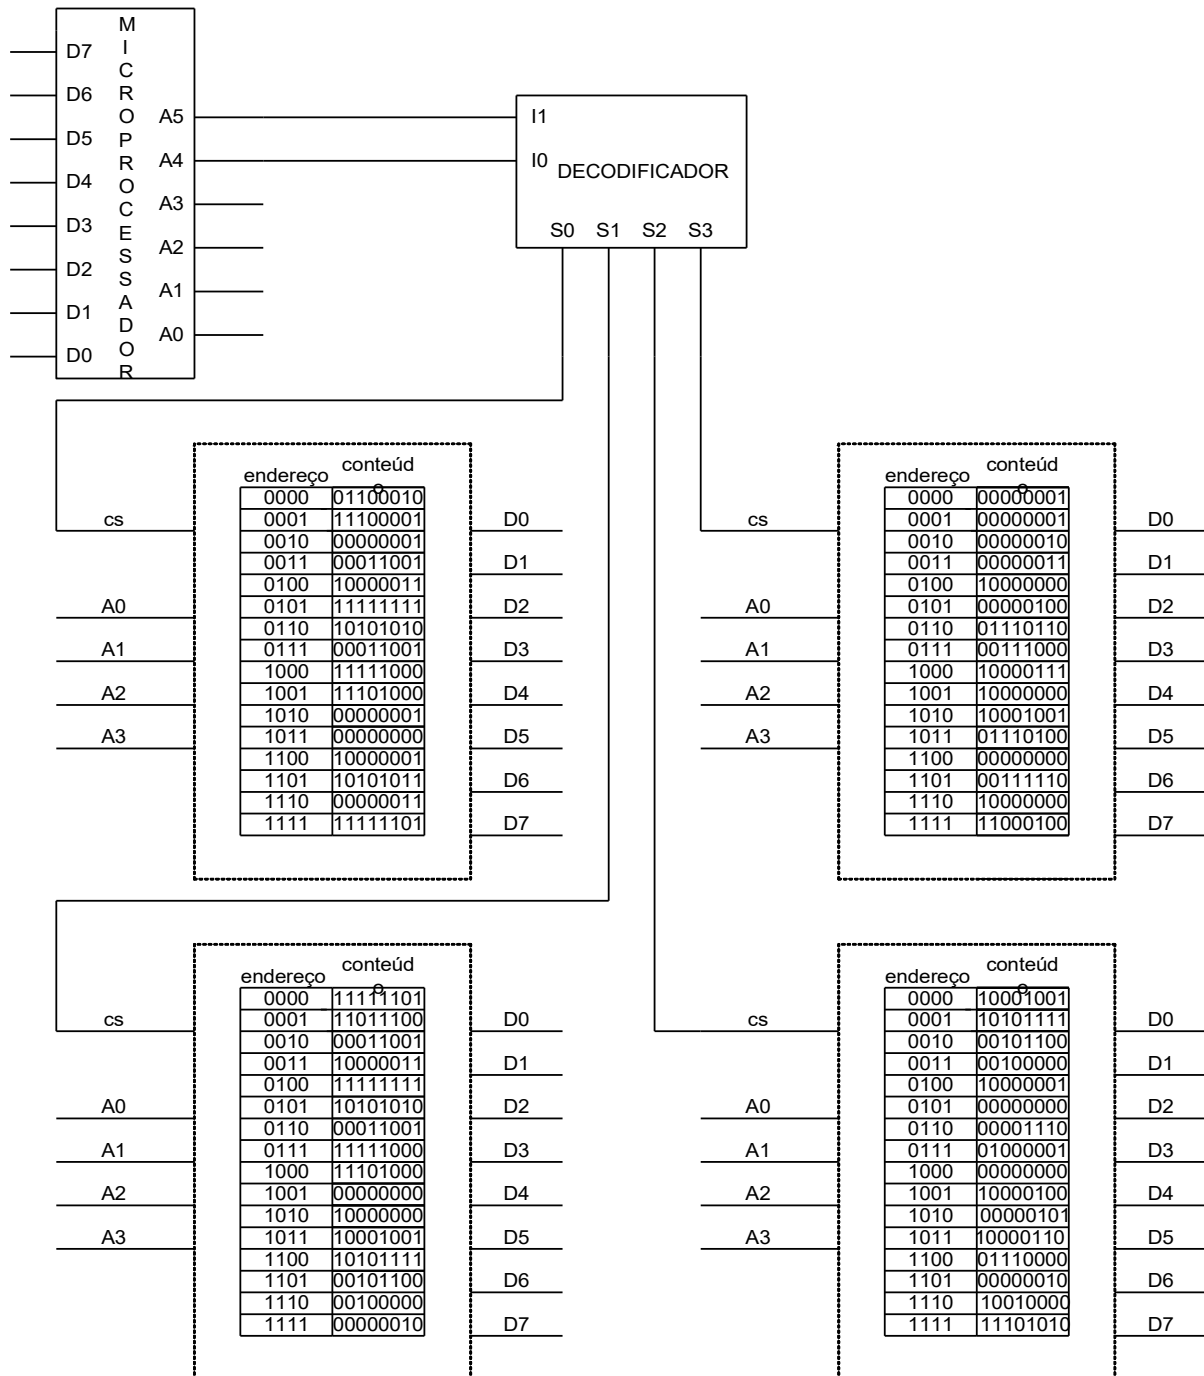 MICROPROCESSADOR
D7
D6
D5
D4
D3
D2
D1
D0
A5
A4
A3
A2
A1
A0
I1
I0
DECODIFICADOR
S0 S1 S2 S3
endereço conteúdo
0000 01100010
0001 11100001
0010 00000001
0011 00011001
0100 10000011
0101 11111111
0110 10101010
0111 00011001
1000 11111000
1001 11101000
1010 00000001
1011 00000000
1100 10000001
1101 10101011
1110 00000011
1111 11111101
cs
A0
A1
A2
A3
D0
D1
D2
D3
D4
D5
D6
D7
endereço conteúdo
0000 00000001
0001 00000001
0010 00000010
0011 00000011
0100 10000000
0101 00000100
0110 01110110
0111 00111000
1000 10000111
1001 10000000
1010 10001001
1011 01110100
1100 00000000
1101 00111110
1110 10000000
1111 11000100
cs
A0
A1
A2
A3
D0
D1
D2
D3
D4
D5
D6
D7
endereço conteúdo
0000 11111101
0001 11011100
0010 00011001
0011 10000011
0100 11111111
0101 10101010
0110 00011001
0111 11111000
1000 11101000
1001 00000000
1010 10000000
1011 10001001
1100 10101111
1101 00101100
1110 00100000
1111 00000010
cs
A0
A1
A2
A3
D0
D1
D2
D3
D4
D5
D6
D7
endereço conteúdo
0000 10001001
0001 10101111
0010 00101100
0011 00100000
0100 10000001
0101 00000000
0110 00001110
0111 01000001
1000 00000000
1001 10000100
1010 00000101
1011 10000110
1100 01110000
1101 00000010
1110 10010000
1111 11101010
cs
A0
A1
A2
A3
D0
D1
D2
D3
D4
D5
D6
D7